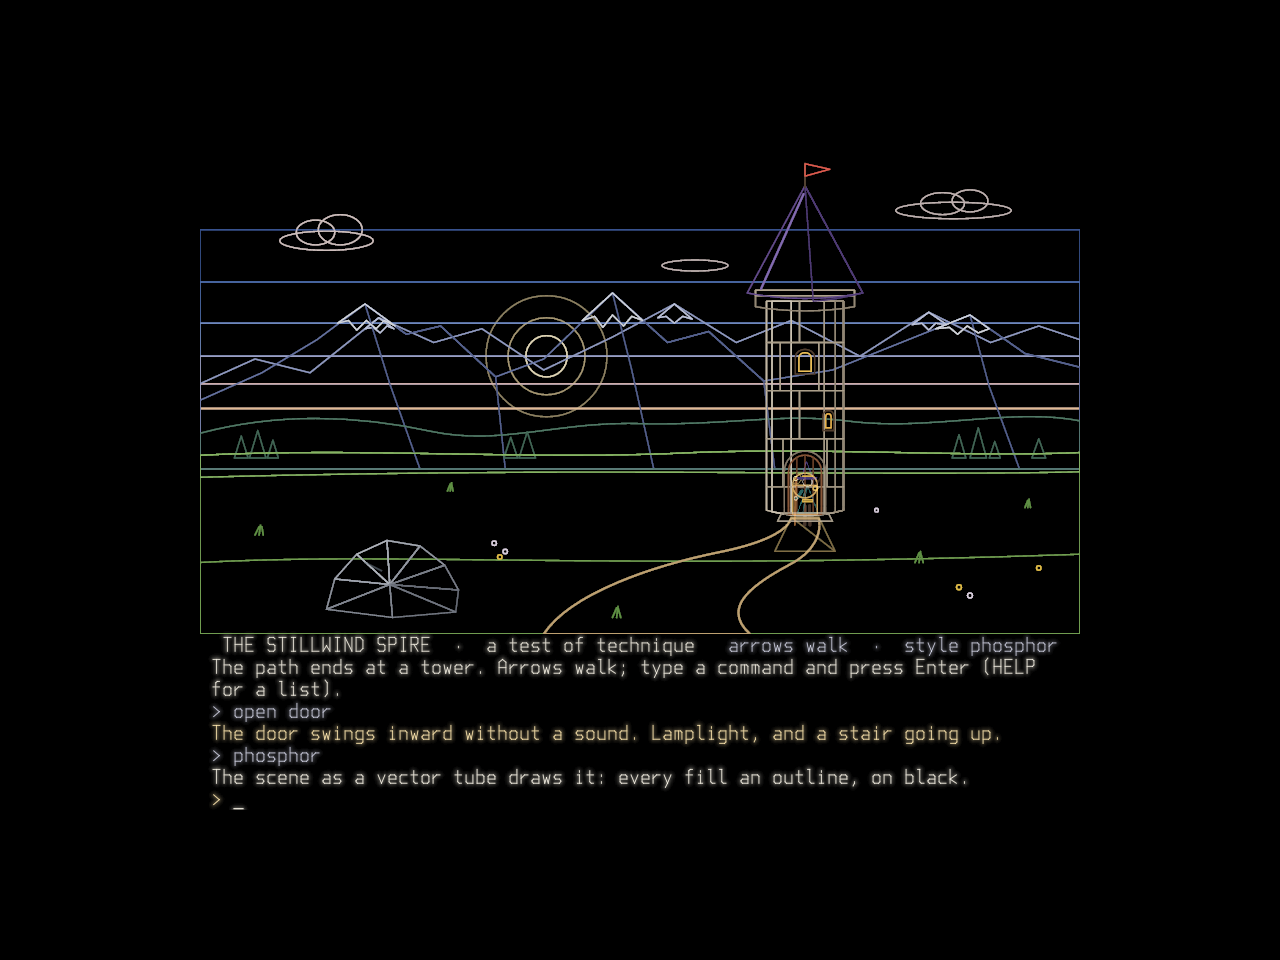 THE STILLWIND SPIRE · a test of technique arrows walk · style phosphor
The path ends at a tower. Arrows walk; type a command and press Enter (HELP
for a list).
> open door
The door swings inward without a sound. Lamplight, and a stair going up.
> phosphor
The scene as a vector tube draws it: every fill an outline, on black.
> _